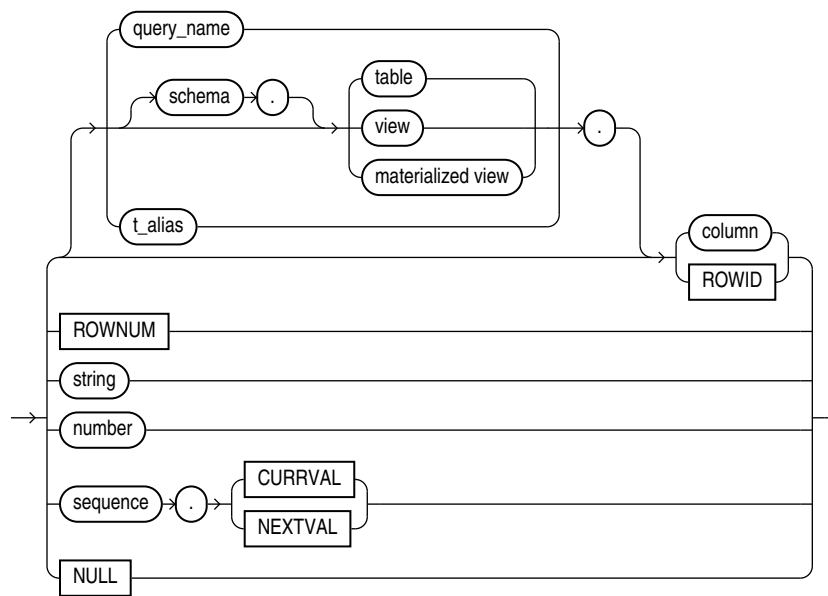 query_name
schema .
table
view
.
materialized view
t_alias
column
ROWID
ROWNUM
string
number
sequence .
CURRVAL
NEXTVAL
NULL